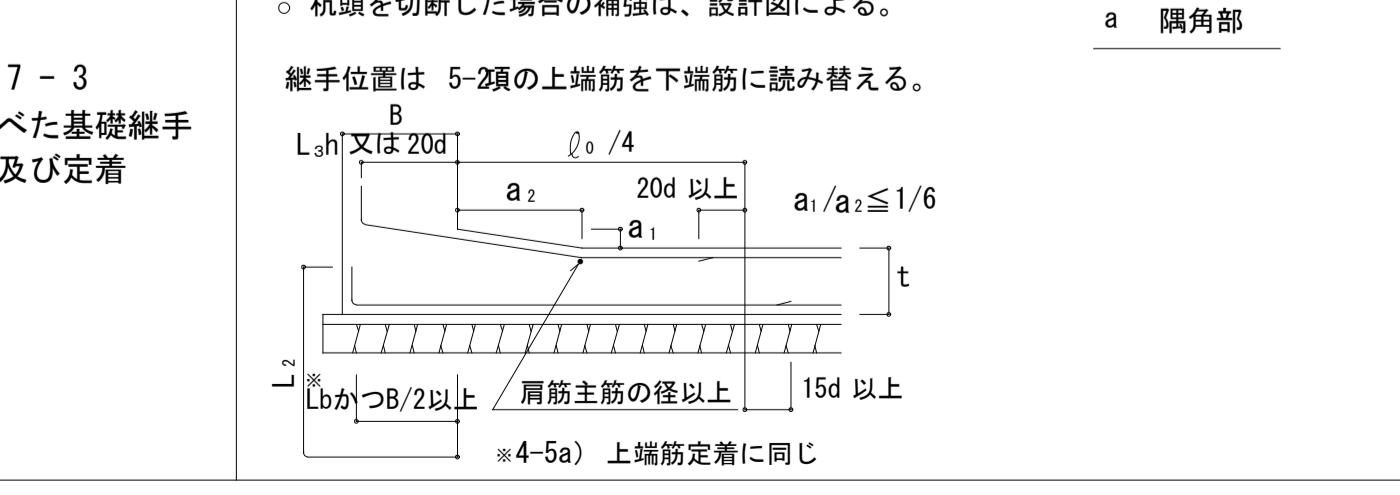 ○ 杭頭を切断した場合の補強は、設計図による。
a 隅角部
7 - 3
べた基礎継手
及び定着
継手位置は 5-2項の上端筋を下端筋に読み替える。
B
L₃h 又は 20d
ℓ₀ /4
a₂
20d 以上
a₁/a₂≦1/6
a₁
t
L₂
※
Lbかつ B/2以上
肩筋主筋の径以上
15d 以上
※4-5a) 上端筋定着に同じ